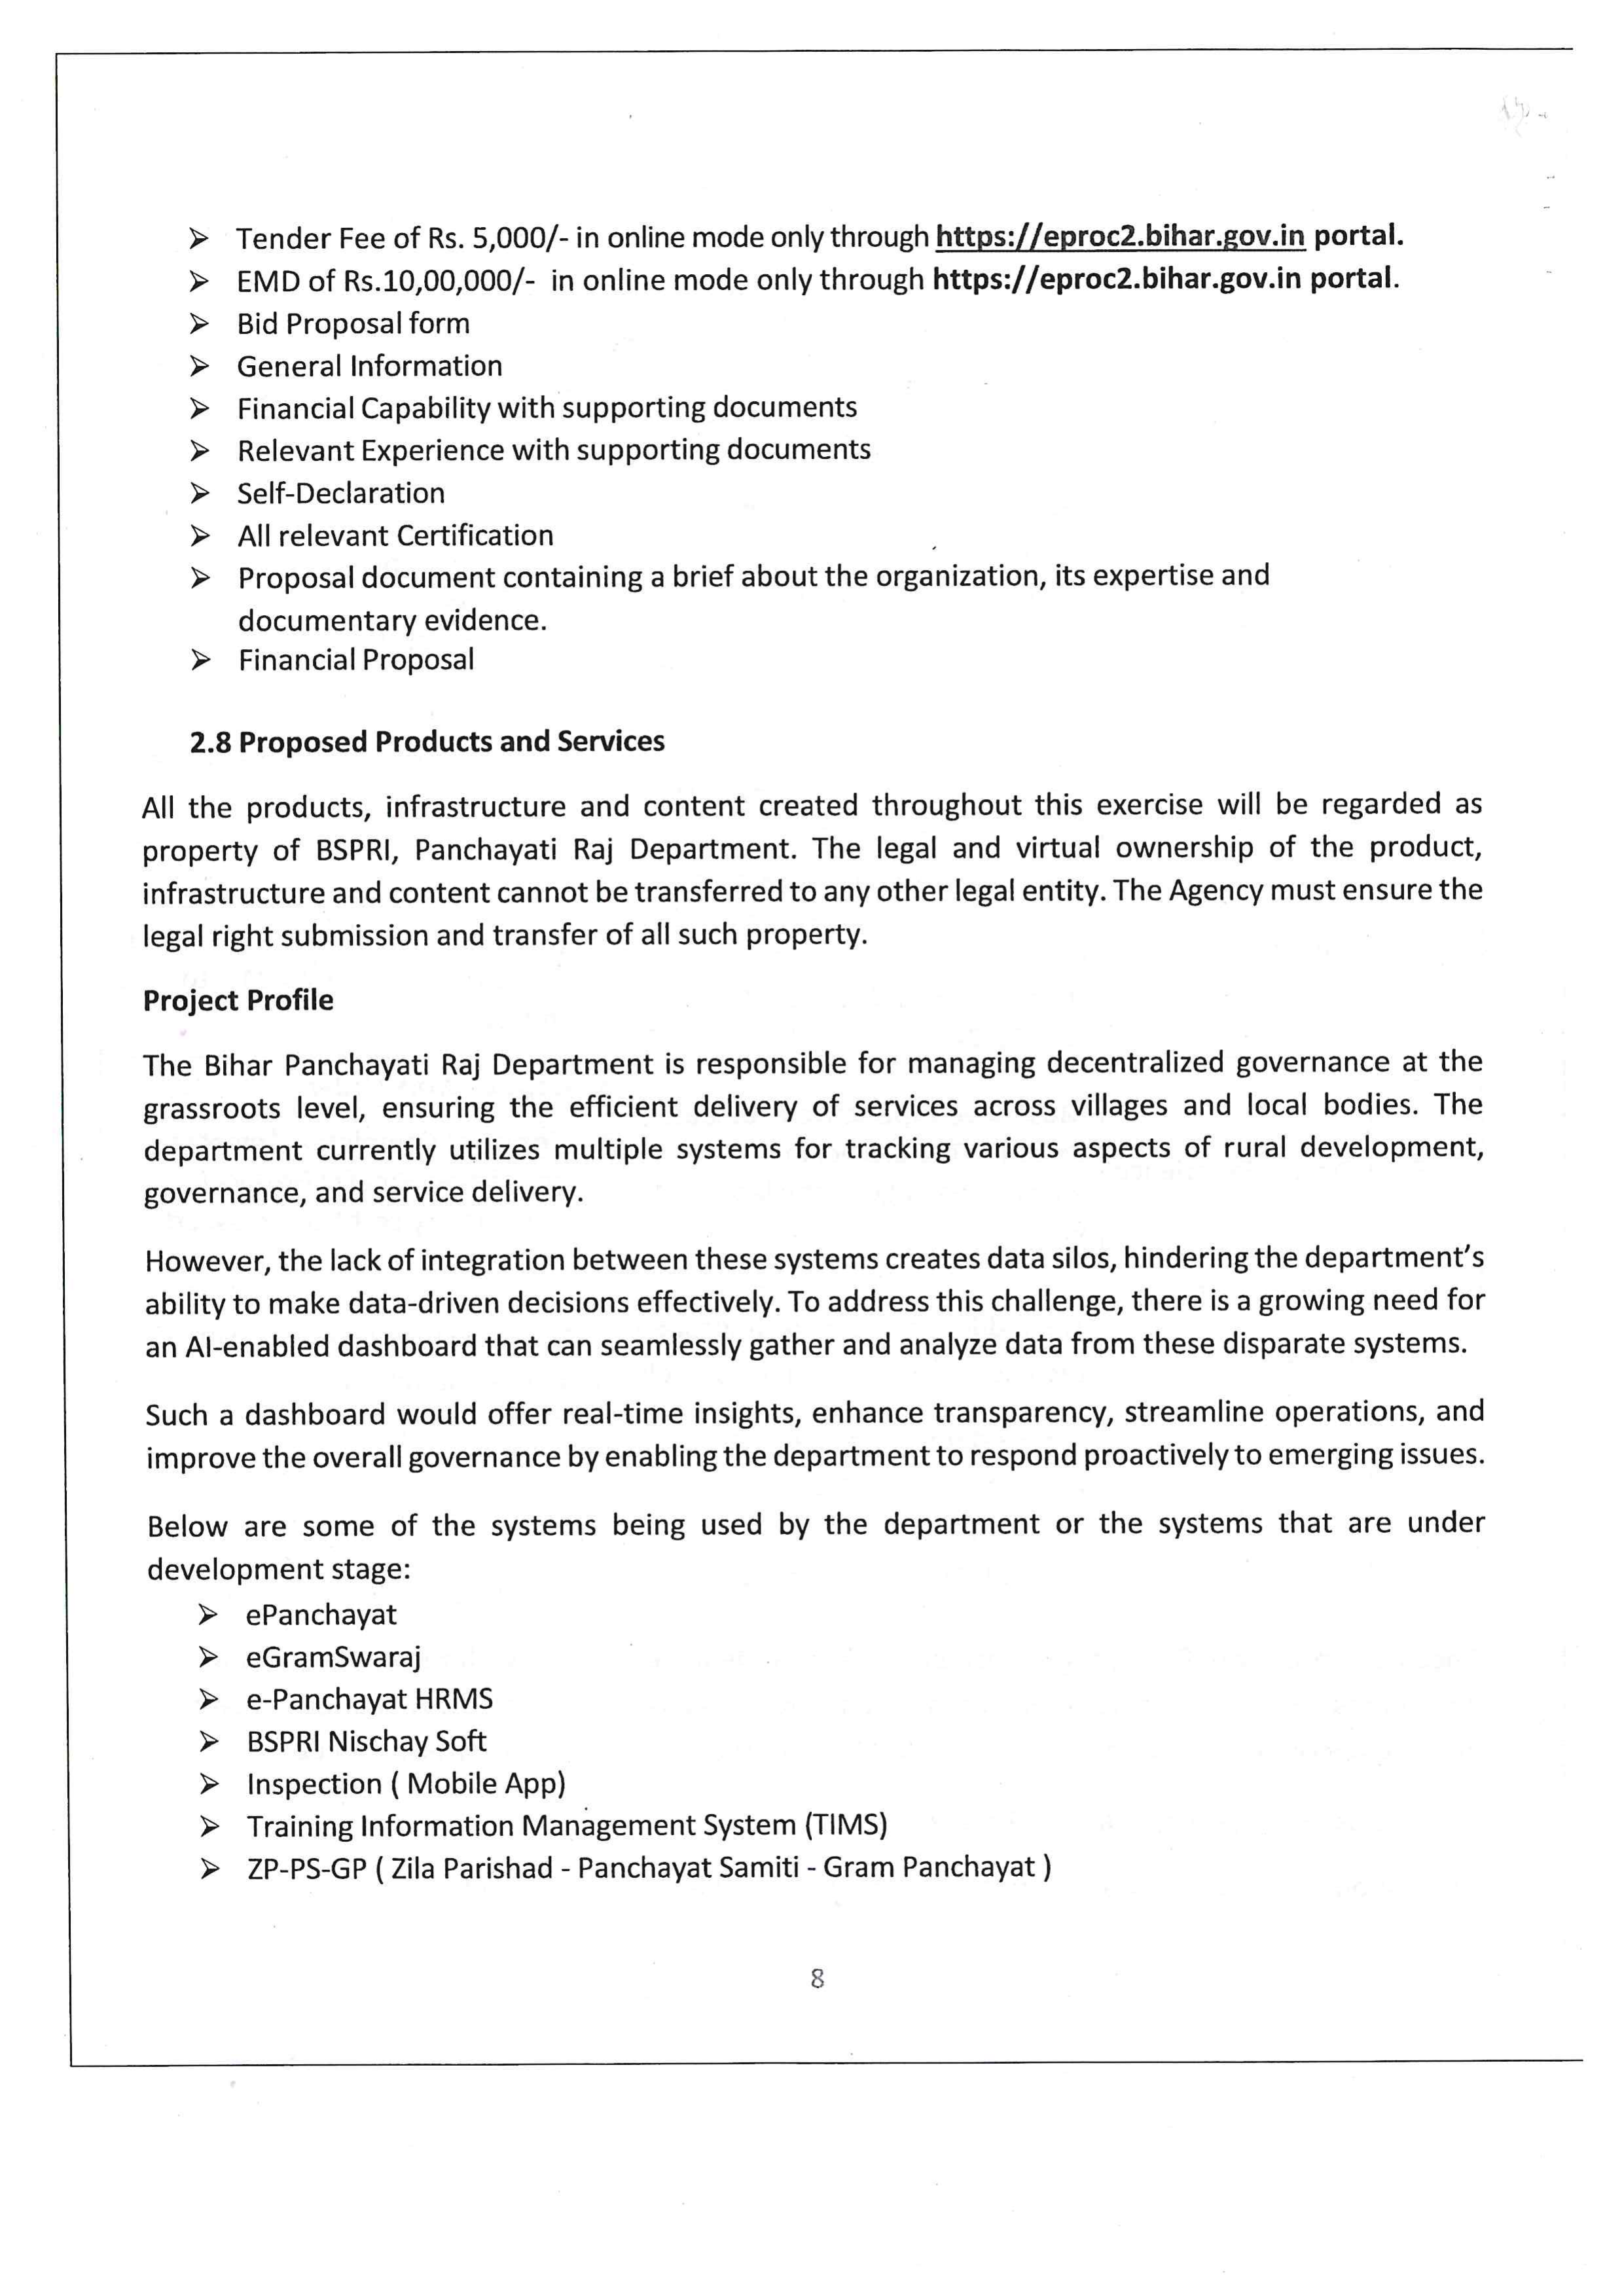 ➢ Tender Fee of Rs. 5,000/- in online mode only through https://eproc2.bihar.gov.in portal.
➢ EMD of Rs.10,00,000/- in online mode only through https://eproc2.bihar.gov.in portal.
➢ Bid Proposal form
➢ General Information
➢ Financial Capability with supporting documents
➢ Relevant Experience with supporting documents
➢ Self-Declaration
➢ All relevant Certification
➢ Proposal document containing a brief about the organization, its expertise and
documentary evidence.
➢ Financial Proposal
2.8 Proposed Products and Services
All the products, infrastructure and content created throughout this exercise will be regarded as
property of BSPRI, Panchayati Raj Department. The legal and virtual ownership of the product,
infrastructure and content cannot be transferred to any other legal entity. The Agency must ensure the
legal right submission and transfer of all such property.
Project Profile
The Bihar Panchayati Raj Department is responsible for managing decentralized governance at the
grassroots level, ensuring the efficient delivery of services across villages and local bodies. The
department currently utilizes multiple systems for tracking various aspects of rural development,
governance, and service delivery.
However, the lack of integration between these systems creates data silos, hindering the department's
ability to make data-driven decisions effectively. To address this challenge, there is a growing need for
an AI-enabled dashboard that can seamlessly gather and analyze data from these disparate systems.
Such a dashboard would offer real-time insights, enhance transparency, streamline operations, and
improve the overall governance by enabling the department to respond proactively to emerging issues.
Below are some of the systems being used by the department or the systems that are under
development stage:
➢ ePanchayat
➢ eGramSwaraj
➢ e-Panchayat HRMS
➢ BSPRI Nischay Soft
➢ Inspection ( Mobile App)
➢ Training Information Management System (TIMS)
➢ ZP-PS-GP ( Zila Parishad - Panchayat Samiti - Gram Panchayat )
8